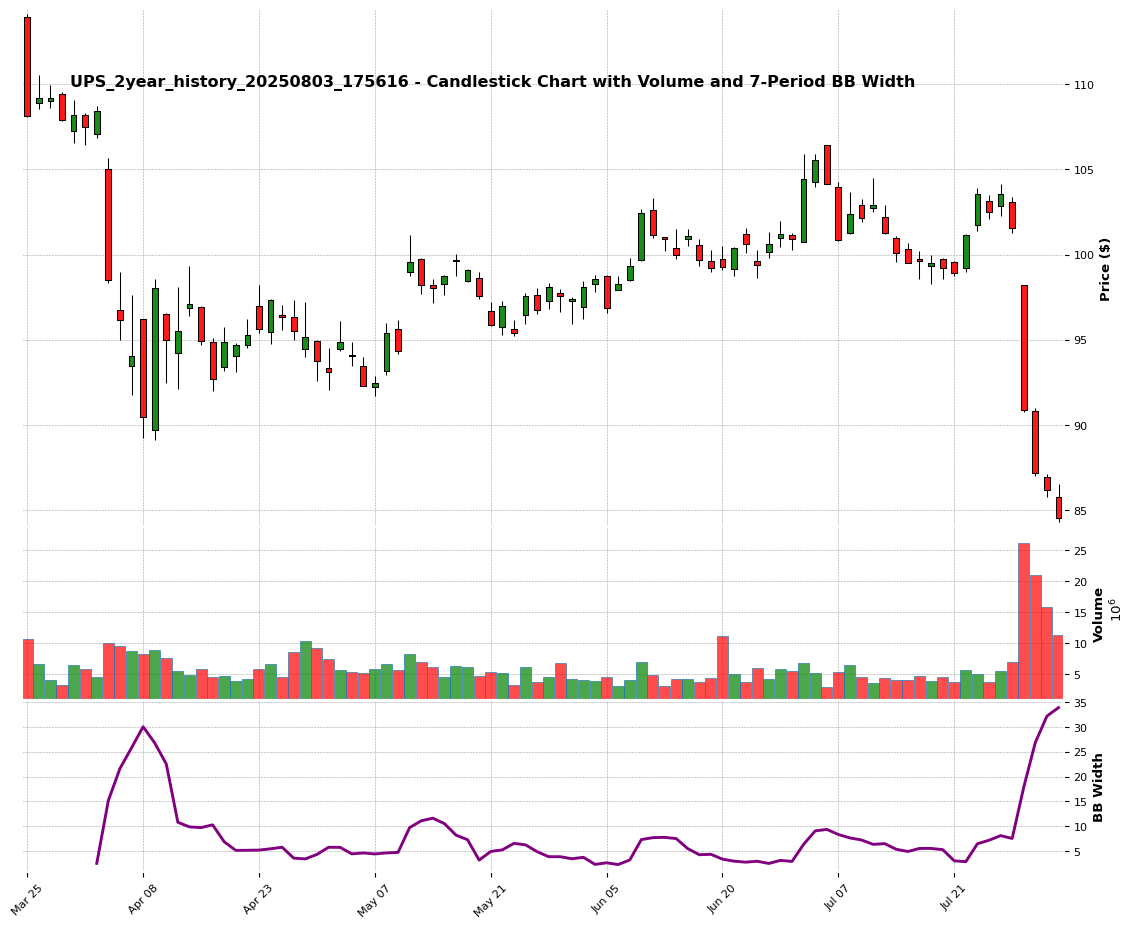 UPS_2year_history_20250803_175616 - Candlestick Chart with Volume and 7-Period BB Width
110
105
100
95
90
85
Price ($)
25
20
15
10
5
Volume
10^6
35
30
25
20
15
10
5
BB Width
Mar 25
Apr 08
Apr 23
May 07
May 21
Jun 05
Jun 20
Jul 07
Jul 21